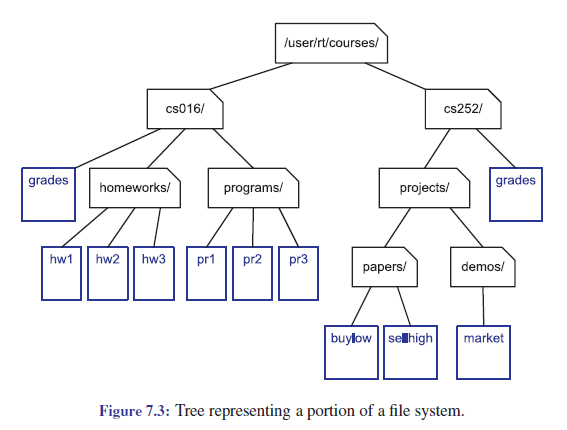 /user/rt/courses/
cs016/ cs252/
grades homeworks/ programs/ projects/ grades
hw1 hw2 hw3 pr1 pr2 pr3 papers/ demos/
buylow sellhigh market
Figure 7.3: Tree representing a portion of a file system.